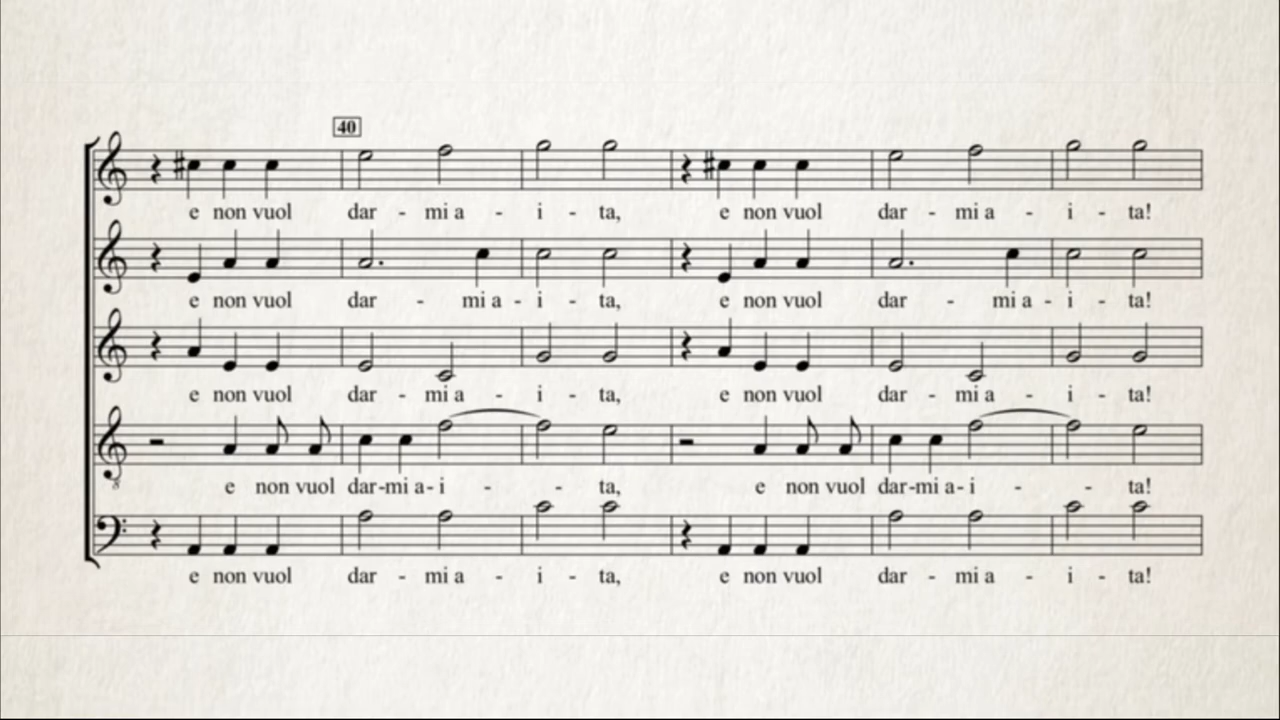 40
e non vuol dar - mi a - i - ta, e non vuol dar - mi a - i - ta!
e non vuol dar - mi a - i - ta, e non vuol dar - mi a - i - ta!
e non vuol dar - mi a - i - ta, e non vuol dar - mi a - i - ta!
8
e non vuol dar-mi a-i - - ta, e non vuol dar-mi a-i - - ta!
e non vuol dar - mi a - i - ta, e non vuol dar - mi a - i - ta!